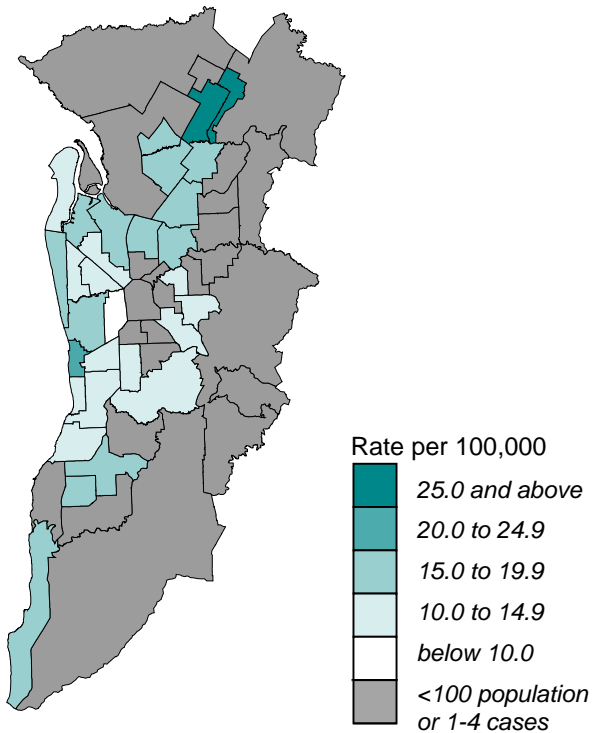 Rate per 100,000
25.0 and above
20.0 to 24.9
15.0 to 19.9
10.0 to 14.9
below 10.0
<100 population
or 1-4 cases